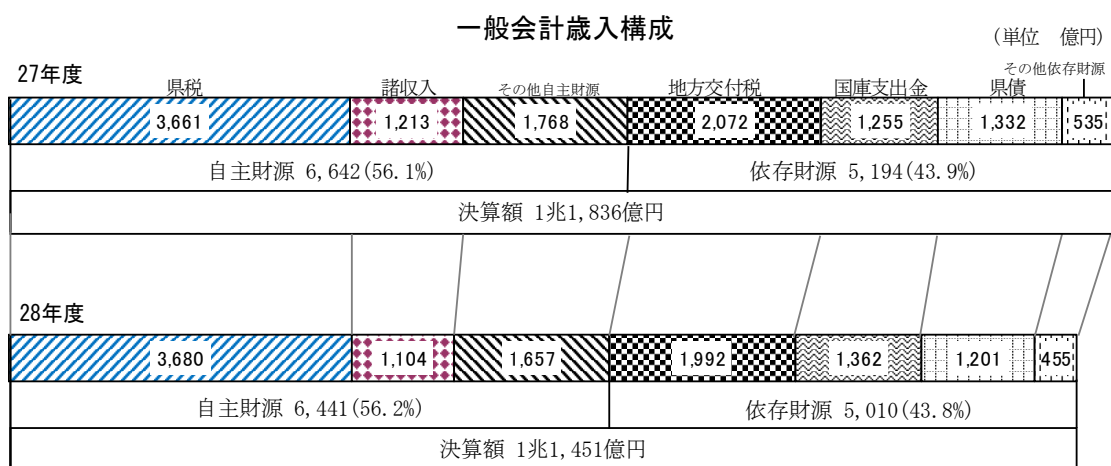 一般会計歳入構成
(単位 億円)
27年度
県税 諸収入 その他自主財源 地方交付税 国庫支出金 県債 その他依存財源
3,661 1,213 1,768 2,072 1,255 1,332 535
自主財源 6,642(56.1%) 依存財源 5,194(43.9%)
決算額 1兆1,836億円
28年度
3,680 1,104 1,657 1,992 1,362 1,201 455
自主財源 6,441(56.2%) 依存財源 5,010(43.8%)
決算額 1兆1,451億円